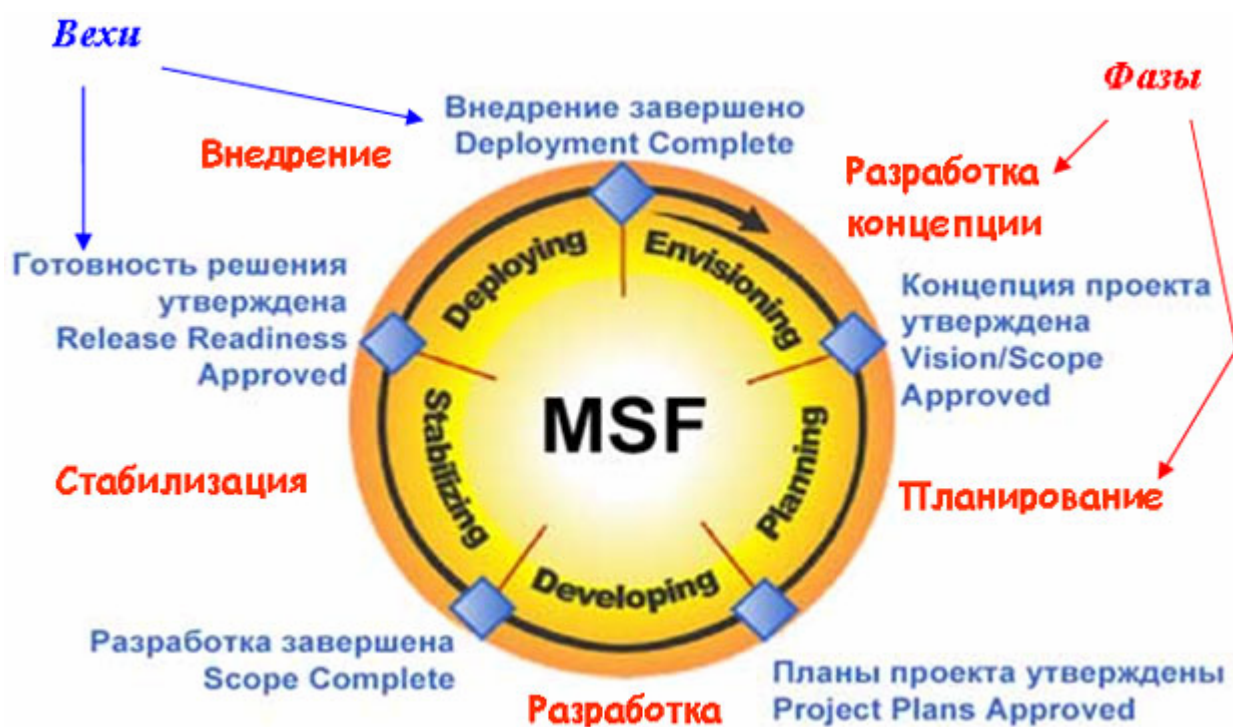 Вехи
Фазы
Внедрение завершено
Deployment Complete
Внедрение
Разработка
концепции
Готовность решения
утверждена
Release Readiness
Approved
Deploying
Envisioning
Концепция проекта
утверждена
Vision/Scope
Approved
MSF
Стабилизация
Stabilizing
Planning
Планирование
Developing
Разработка завершена
Scope Complete
Разработка
Планы проекта утверждены
Project Plans Approved